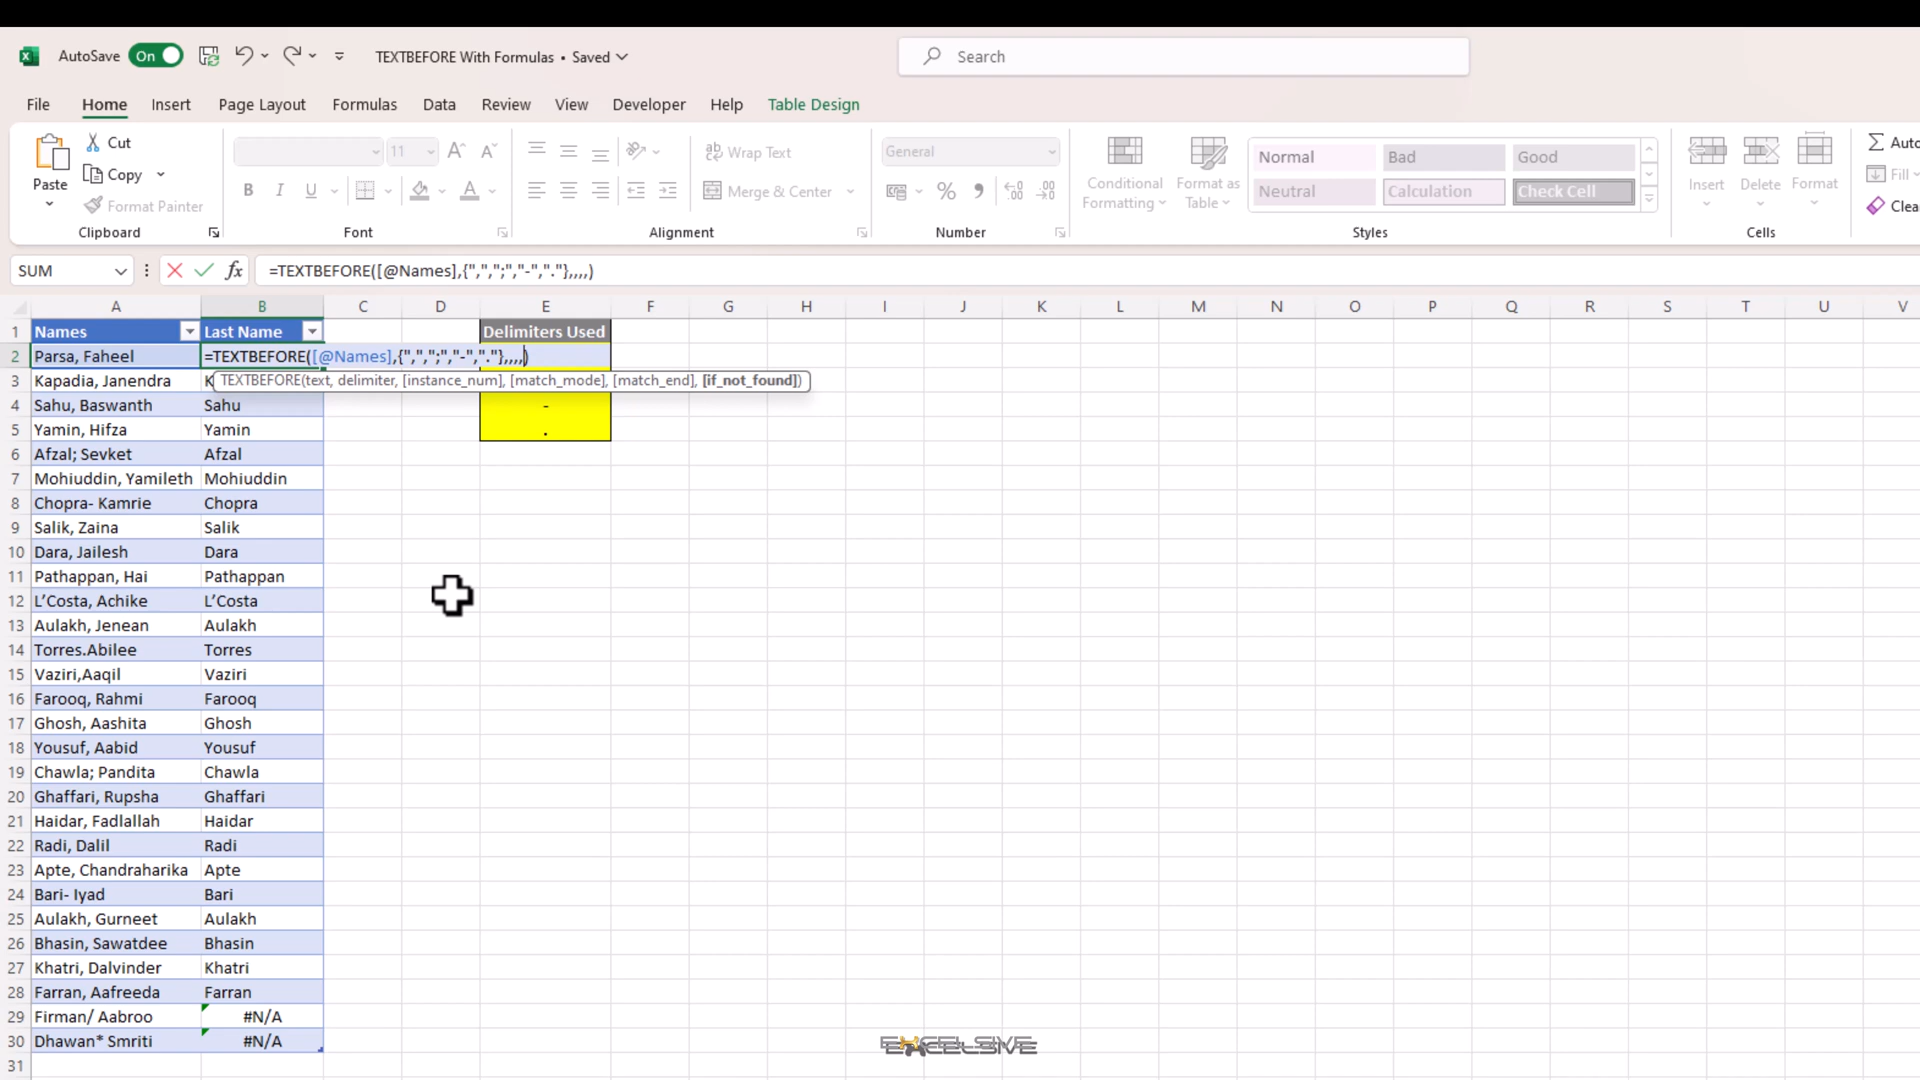 AutoSave On TEXTBEFORE With Formulas • Saved Search
File Home Insert Page Layout Formulas Data Review View Developer Help Table Design
Paste Cut Copy Format Painter Clipboard
11 B I U A Font
Wrap Text Merge & Center Alignment
General % Number
Conditional Formatting Format as Table Normal Bad Good Neutral Calculation Check Cell Styles
Insert Delete Format Cells
Auto Fill Clea
SUM fx =TEXTBEFORE([@Names],{",",";","-","."},,,,)
A B C D E F G H I J K L M N O P Q R S T U V
1 Names Last Name Delimiters Used
2 Parsa, Faheel =TEXTBEFORE([@Names],{",",";","-","."},,,,)
TEXTBEFORE(text, delimiter, [instance_num], [match_mode], [match_end], [if_not_found])
3 Kapadia, Janendra K
4 Sahu, Baswanth Sahu -
5 Yamin, Hifza Yamin .
6 Afzal; Sevket Afzal
7 Mohiuddin, Yamileth Mohiuddin
8 Chopra- Kamrie Chopra
9 Salik, Zaina Salik
10 Dara, Jailesh Dara
11 Pathappan, Hai Pathappan
12 L’Costa, Achike L’Costa
13 Aulakh, Jenean Aulakh
14 Torres.Abilee Torres
15 Vaziri,Aaqil Vaziri
16 Farooq, Rahmi Farooq
17 Ghosh, Aashita Ghosh
18 Yousuf, Aabid Yousuf
19 Chawla; Pandita Chawla
20 Ghaffari, Rupsha Ghaffari
21 Haidar, Fadlallah Haidar
22 Radi, Dalil Radi
23 Apte, Chandraharika Apte
24 Bari- Iyad Bari
25 Aulakh, Gurneet Aulakh
26 Bhasin, Sawatdee Bhasin
27 Khatri, Dalvinder Khatri
28 Farran, Aafreeda Farran
29 Firman/ Aabroo #N/A
30 Dhawan* Smriti #N/A
31
EXCELSIVE